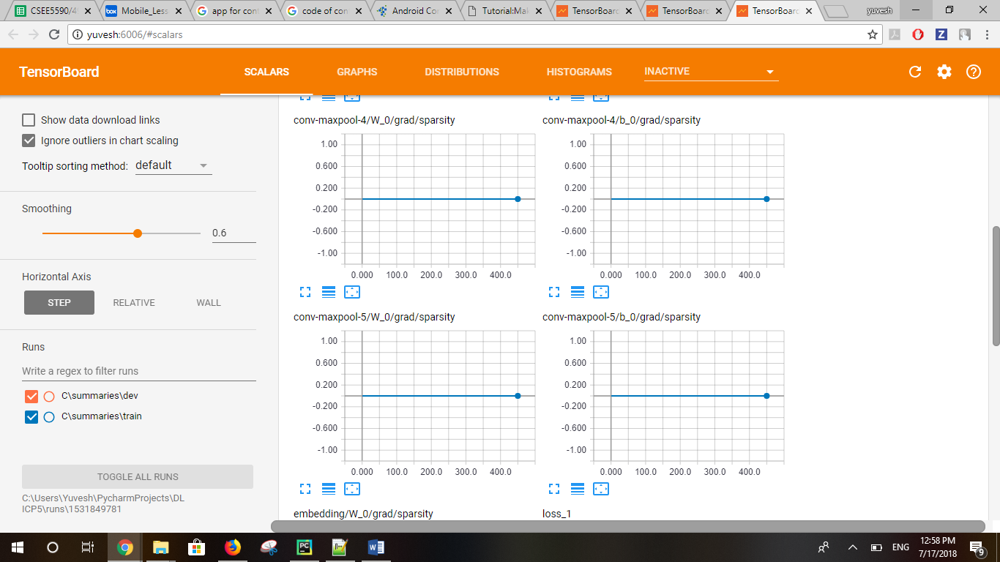 CSEE5590/4
Mobile_Less
app for con
code of con
Android Co
Tutorial:Mak
TensorBoard
TensorBoard
TensorBoard
yuvesh
yuvesh:6006/#scalars
TensorBoard
SCALARS
GRAPHS
DISTRIBUTIONS
HISTOGRAMS
INACTIVE
Show data download links
Ignore outliers in chart scaling
Tooltip sorting method: default
Smoothing
0.6
Horizontal Axis
STEP RELATIVE WALL
Runs
Write a regex to filter runs
C\summaries\dev
C\summaries\train
TOGGLE ALL RUNS
C:\Users\Yuvesh\PycharmProjects\DL
ICP5\runs\1531849781
conv-maxpool-4/W_0/grad/sparsity
1.00
0.600
0.200
-0.200
-0.600
-1.00
0.000 100.0 200.0 300.0 400.0
conv-maxpool-4/b_0/grad/sparsity
1.00
0.600
0.200
-0.200
-0.600
-1.00
0.000 100.0 200.0 300.0 400.0
conv-maxpool-5/W_0/grad/sparsity
1.00
0.600
0.200
-0.200
-0.600
-1.00
0.000 100.0 200.0 300.0 400.0
conv-maxpool-5/b_0/grad/sparsity
1.00
0.600
0.200
-0.200
-0.600
-1.00
0.000 100.0 200.0 300.0 400.0
embedding/W_0/grad/sparsity
loss_1
ENG
12:58 PM
7/17/2018
9